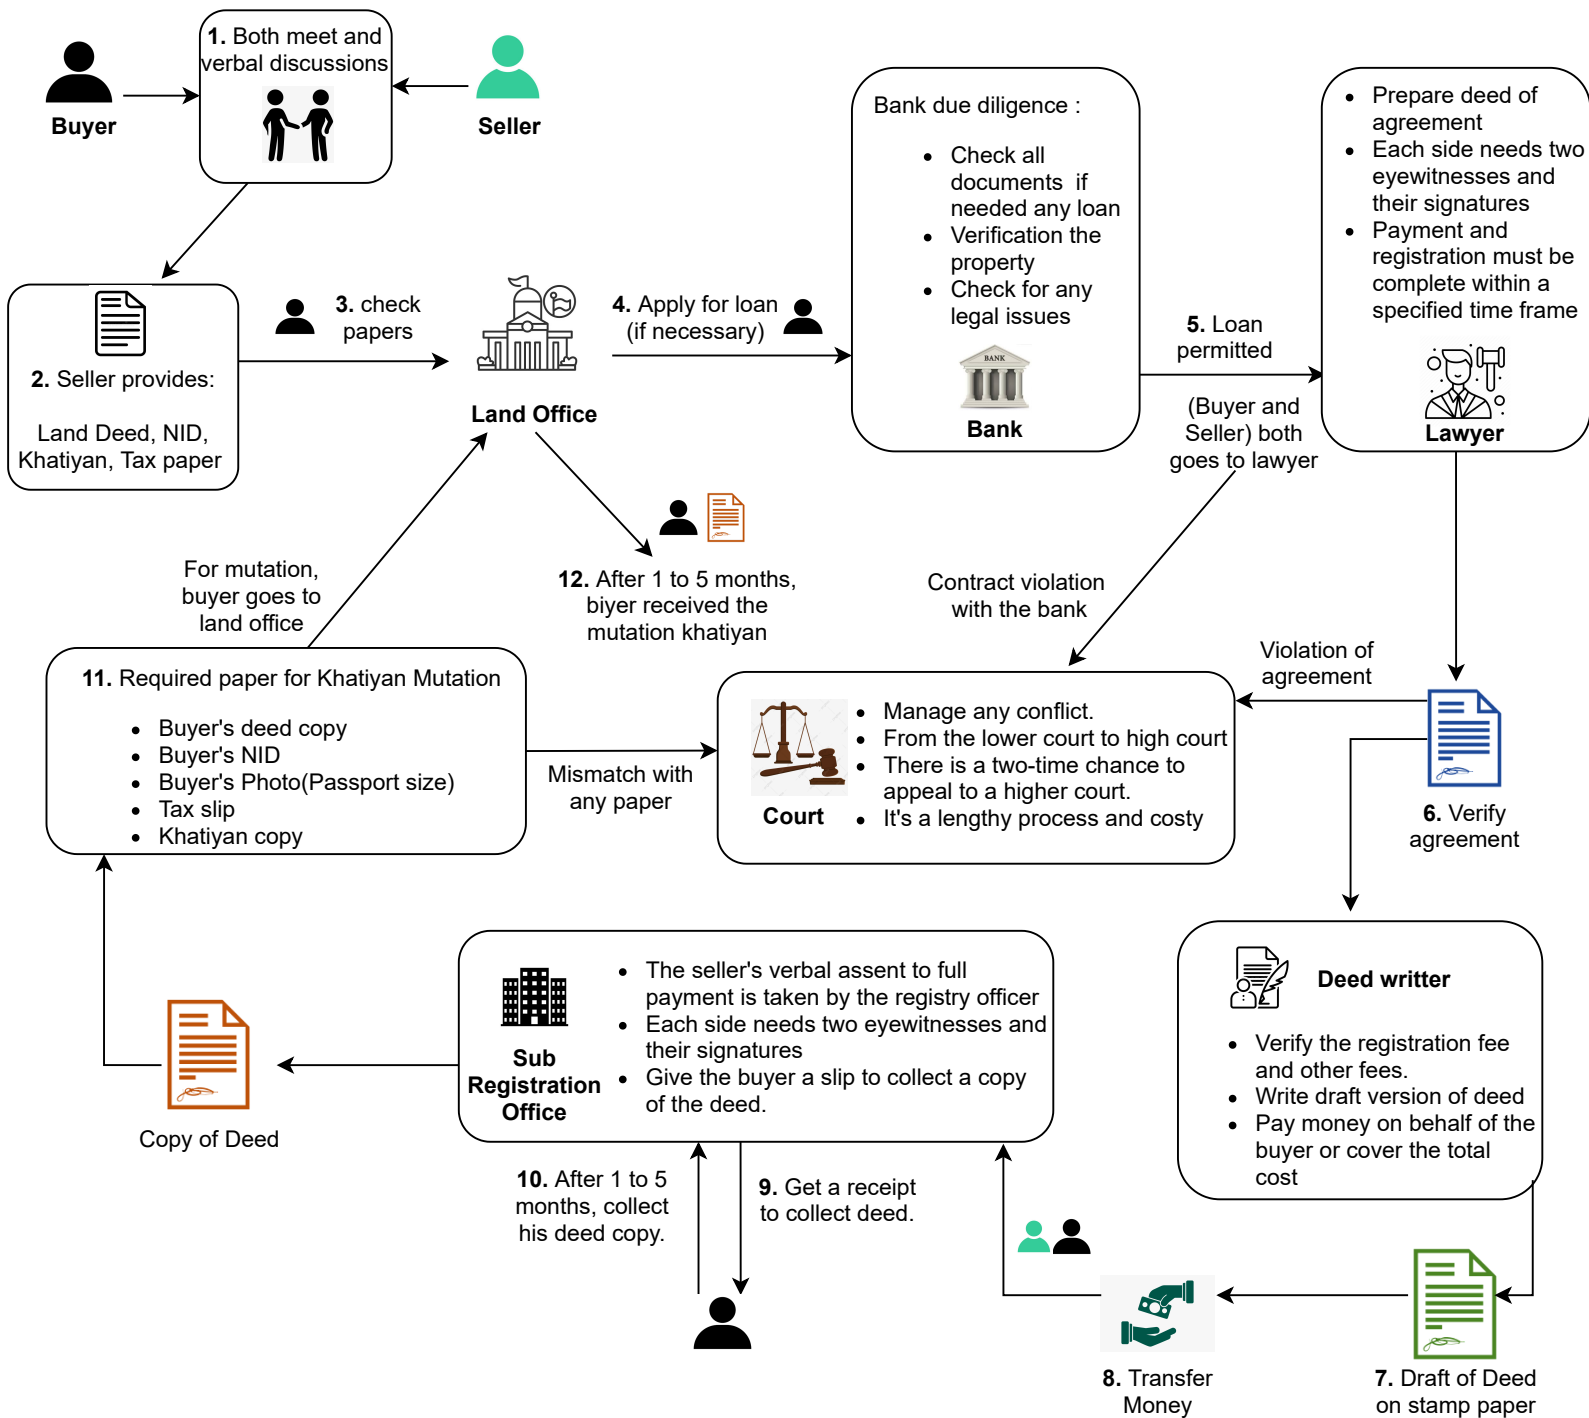 1. Both meet and
verbal discussions
Buyer
Seller
2. Seller provides:
Land Deed, NID,
Khatiyan, Tax paper
3. check
papers
Land Office
4. Apply for loan
(if necessary)
Bank due diligence :
• Check all
documents if
needed any loan
• Verification the
property
• Check for any
legal issues
BANK
Bank
5. Loan
permitted
(Buyer and
Seller) both
goes to lawyer
• Prepare deed of
agreement
• Each side needs two
eyewitnesses and
their signatures
• Payment and
registration must be
complete within a
specified time frame
Lawyer
For mutation,
buyer goes to
land office
12. After 1 to 5 months,
biyer received the
mutation khatiyan
Contract violation
with the bank
Violation of
agreement
6. Verify
agreement
11. Required paper for Khatiyan Mutation
• Buyer's deed copy
• Buyer's NID
• Buyer's Photo(Passport size)
• Tax slip
• Khatiyan copy
Mismatch with
any paper
Court
• Manage any conflict.
• From the lower court to high court
• There is a two-time chance to
appeal to a higher court.
• It's a lengthy process and costy
Deed writter
• Verify the registration fee
and other fees.
• Write draft version of deed
• Pay money on behalf of the
buyer or cover the total
cost
Sub
Registration
Office
• The seller's verbal assent to full
payment is taken by the registry officer
• Each side needs two eyewitnesses and
their signatures
• Give the buyer a slip to collect a copy
of the deed.
Copy of Deed
10. After 1 to 5
months, collect
his deed copy.
9. Get a receipt
to collect deed.
8. Transfer
Money
7. Draft of Deed
on stamp paper